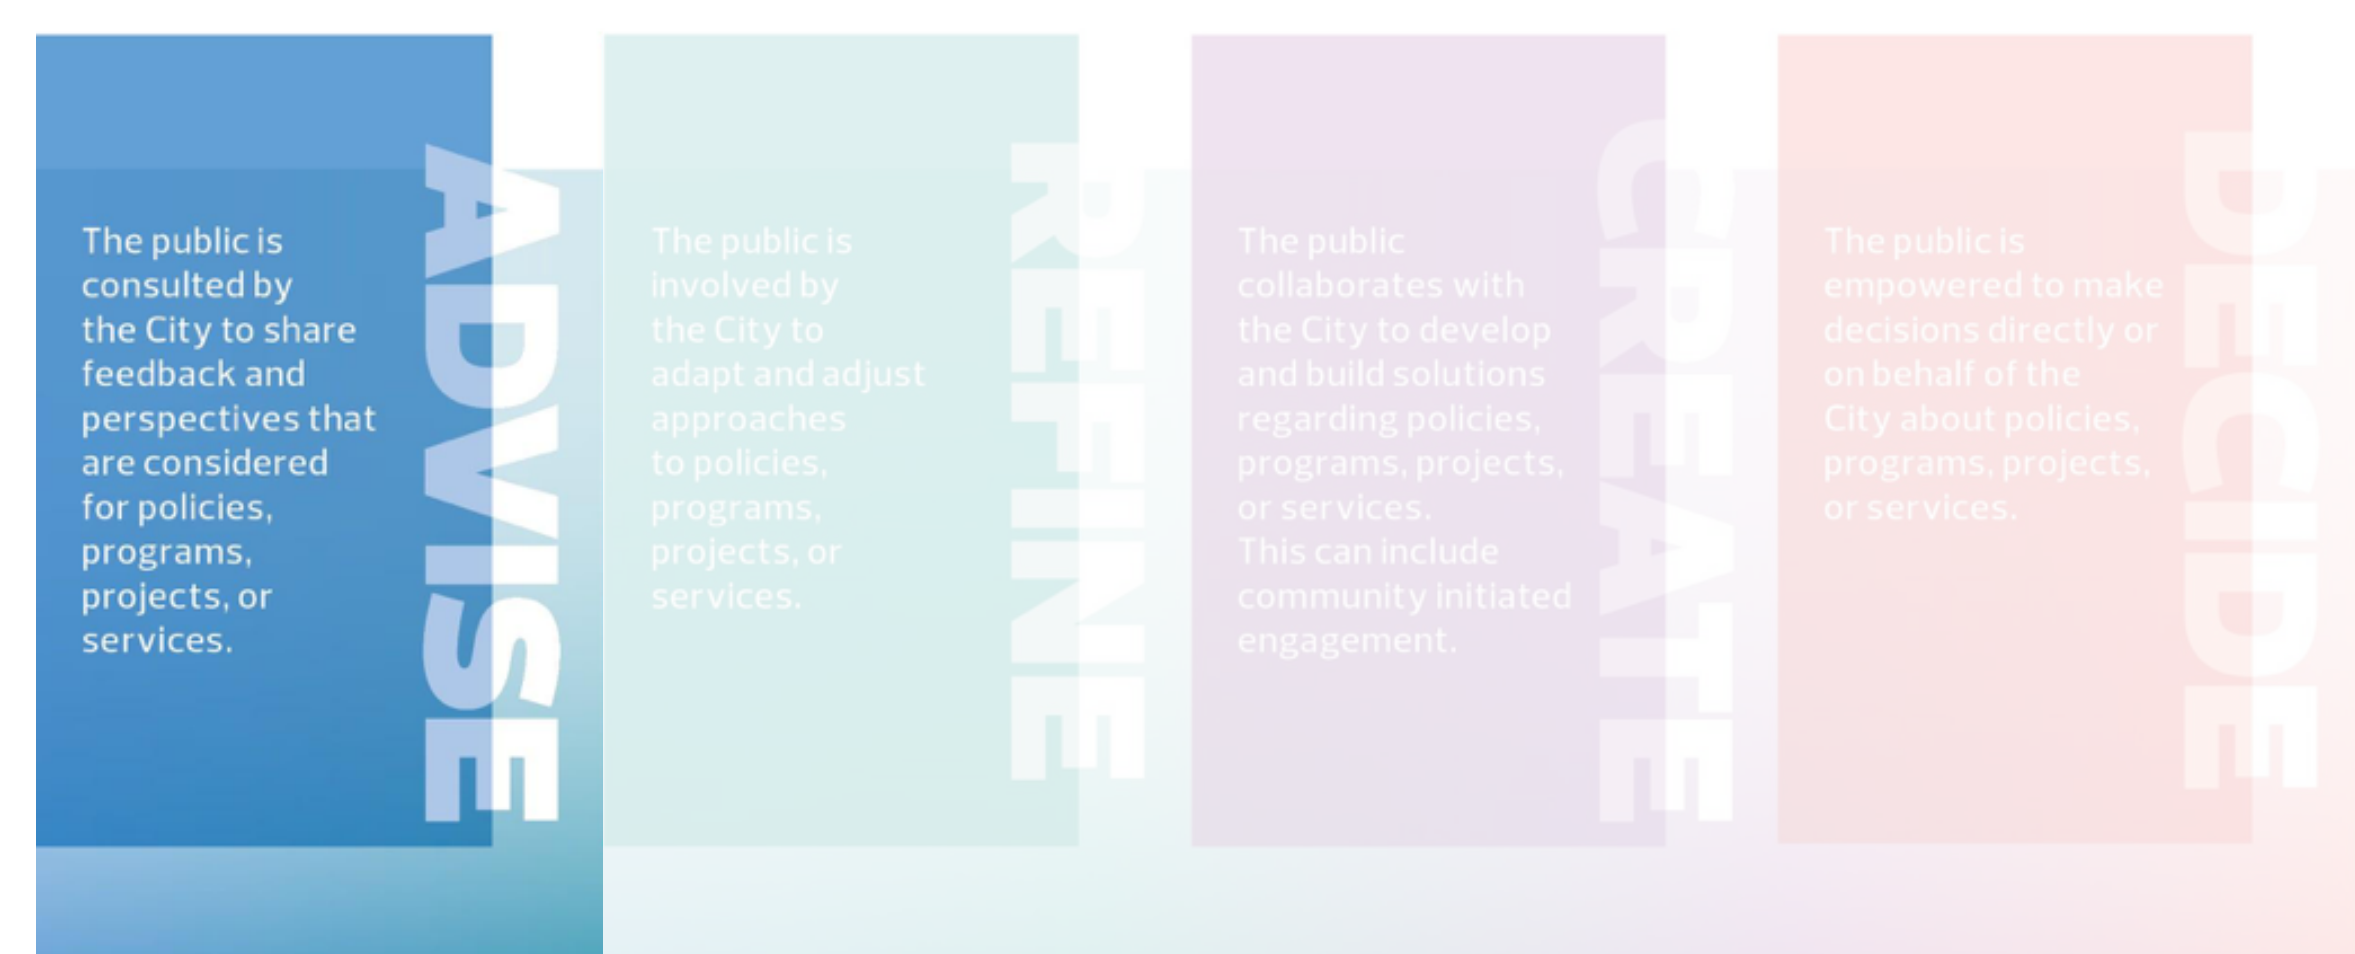 The public is
consulted by
the City to share
feedback and
perspectives that
are considered
for policies,
programs,
projects, or
services.
ADVISE
The public is
involved by
the City to
adapt and adjust
approaches
to policies,
programs,
projects, or
services.
REFINE
The public
collaborates with
the City to develop
and build solutions
regarding policies,
programs, projects,
or services.
This can include
community initiated
engagement.
CREATE
The public is
empowered to make
decisions directly or
on behalf of the
City about policies,
programs, projects,
or services.
DECIDE